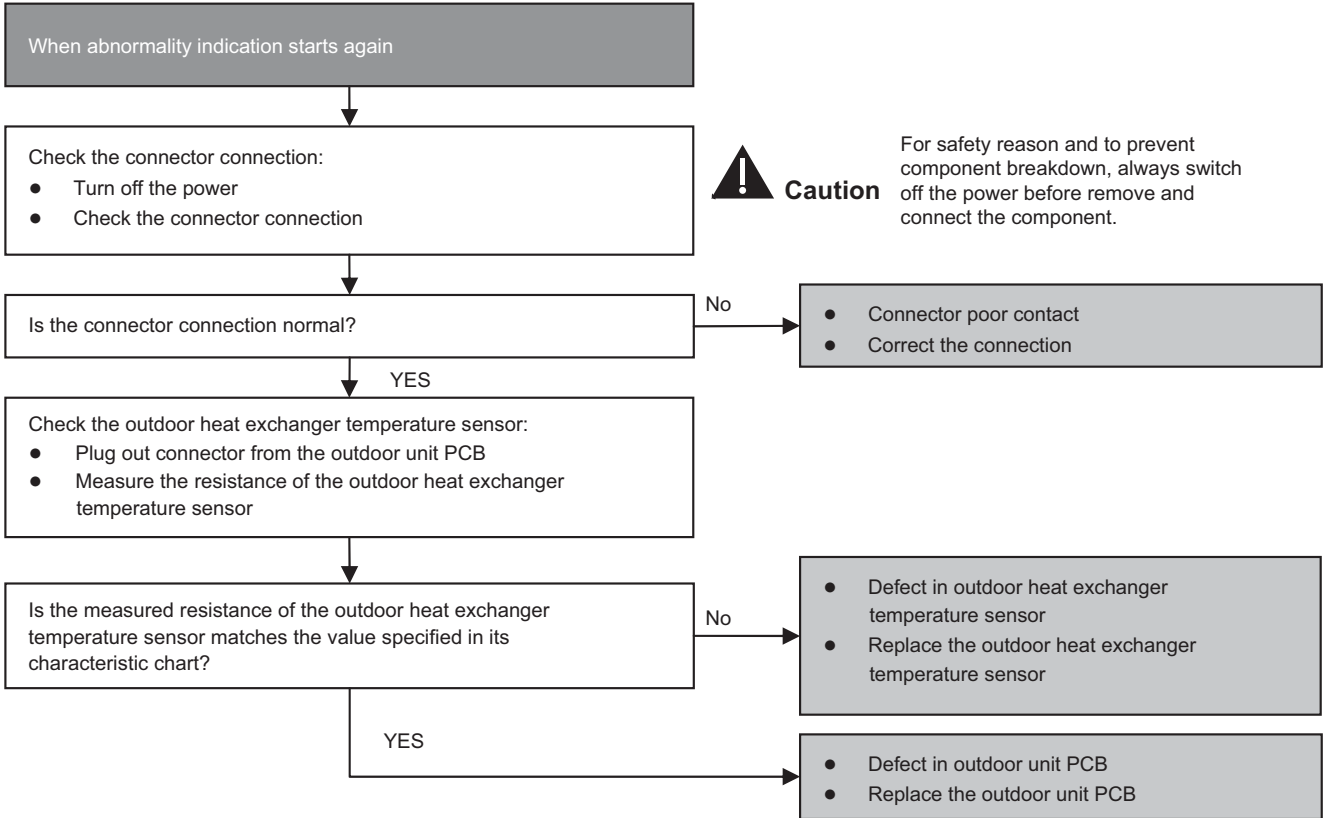 When abnormality indication starts again
Check the connector connection:
● Turn off the power
● Check the connector connection
Caution
For safety reason and to prevent
component breakdown, always switch
off the power before remove and
connect the component.
Is the connector connection normal?
No
● Connector poor contact
● Correct the connection
YES
Check the outdoor heat exchanger temperature sensor:
● Plug out connector from the outdoor unit PCB
● Measure the resistance of the outdoor heat exchanger
temperature sensor
Is the measured resistance of the outdoor heat exchanger
temperature sensor matches the value specified in its
characteristic chart?
No
● Defect in outdoor heat exchanger
temperature sensor
● Replace the outdoor heat exchanger
temperature sensor
YES
● Defect in outdoor unit PCB
● Replace the outdoor unit PCB